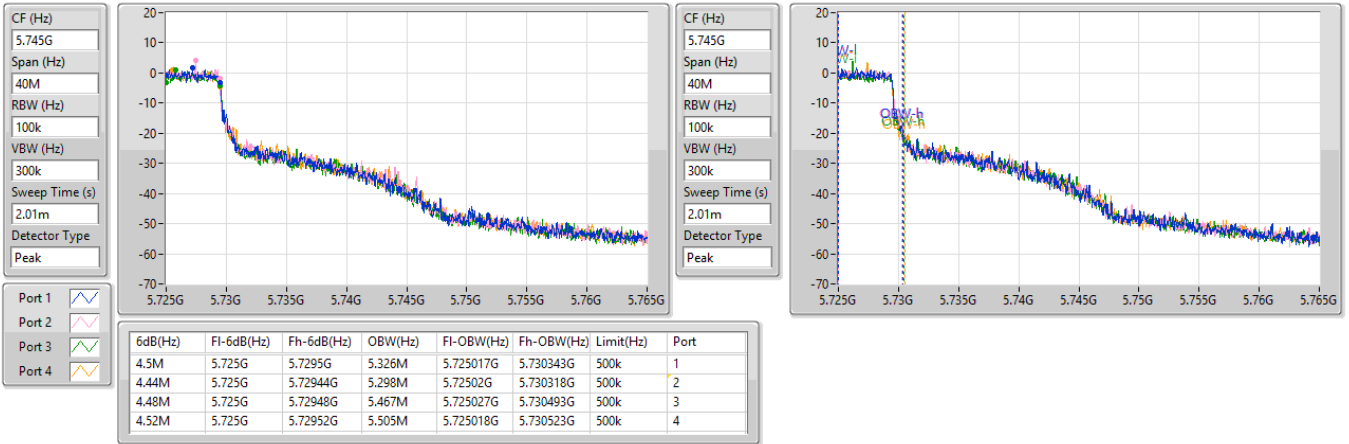 CF (Hz)
5.745G
Span (Hz)
40M
RBW (Hz)
100k
VBW (Hz)
300k
Sweep Time (s)
2.01m
Detector Type
Peak
Port 1
Port 2
Port 3
Port 4
20
10
0
-10
-20
-30
-40
-50
-60
-70
5.725G 5.73G 5.735G 5.74G 5.745G 5.75G 5.755G 5.76G 5.765G
CF (Hz)
5.745G
Span (Hz)
40M
RBW (Hz)
100k
VBW (Hz)
300k
Sweep Time (s)
2.01m
Detector Type
Peak
20
10
0
-10
-20
-30
-40
-50
-60
-70
W-l
OBW-h
OBW-h
5.725G 5.73G 5.735G 5.74G 5.745G 5.75G 5.755G 5.76G 5.765G
6dB(Hz) Fl-6dB(Hz) Fh-6dB(Hz) OBW(Hz) Fl-OBW(Hz) Fh-OBW(Hz) Limit(Hz) Port
4.5M 5.725G 5.7295G 5.326M 5.725017G 5.730343G 500k 1
4.44M 5.725G 5.72944G 5.298M 5.72502G 5.730318G 500k 2
4.48M 5.725G 5.72948G 5.467M 5.725027G 5.730493G 500k 3
4.52M 5.725G 5.72952G 5.505M 5.725018G 5.730523G 500k 4